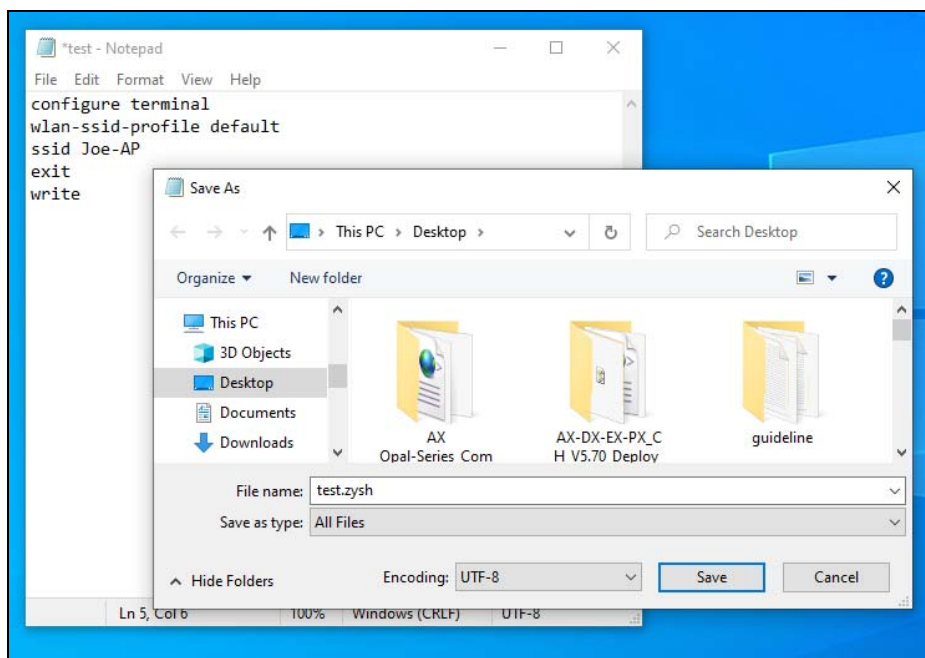 *test - Notepad
File Edit Format View Help
configure terminal
wlan-ssid-profile default
ssid Joe-AP
exit
write
Save As
This PC > Desktop >
Search Desktop
Organize
New folder
This PC
3D Objects
Desktop
Documents
Downloads
AX
Opal-Series Com
AX-DX-EX-PX_C
H V5.70 Deploy
guideline
File name: test.zysh
Save as type: All Files
Hide Folders
Encoding: UTF-8
Save
Cancel
Ln 5, Col 6
100%
Windows (CRLF)
UTF-8